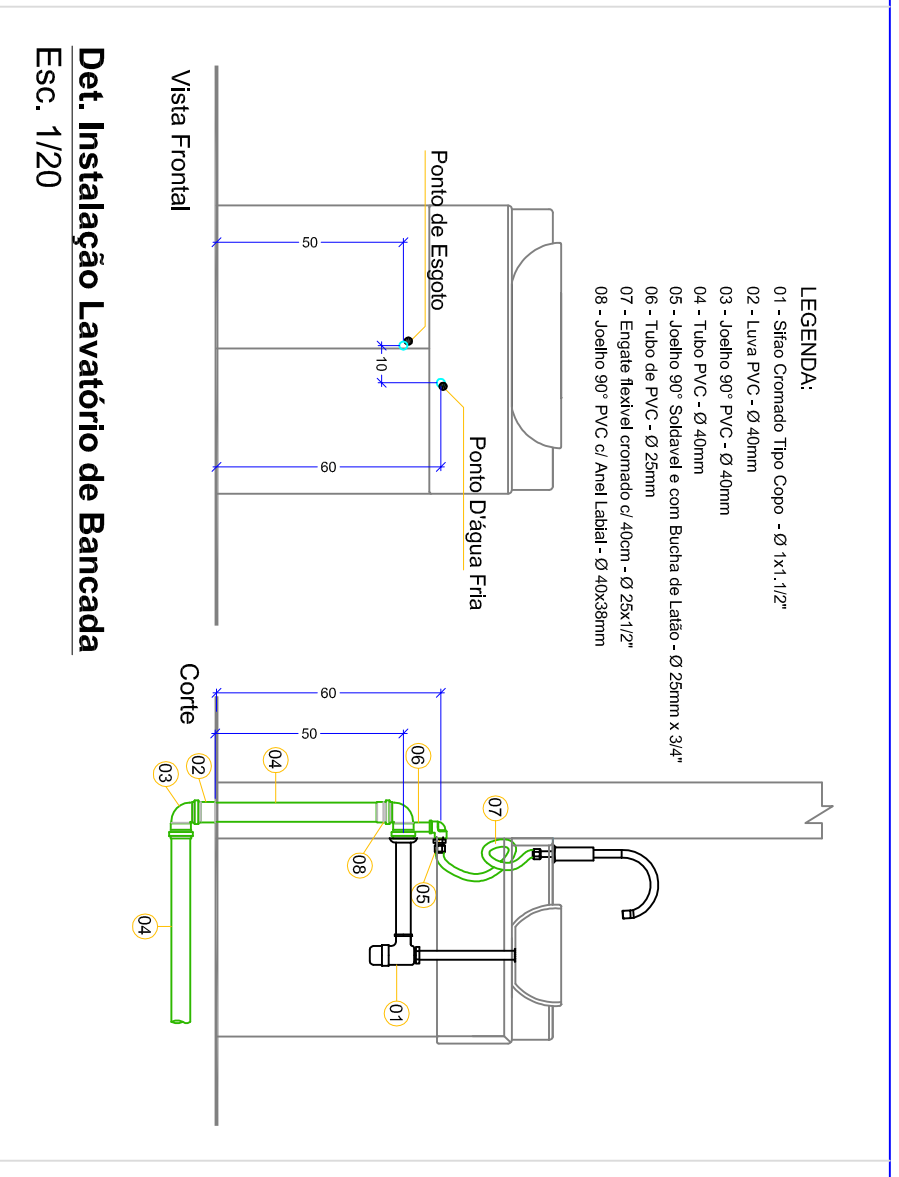 LEGENDA:
01 - Sifao Cromado Tipo Copo - Ø 1x1.1/2"
02 - Luva PVC - Ø 40mm
03 - Joelho 90° PVC - Ø 40mm
04 - Tubo PVC - Ø 40mm
05 - Joelho 90° Soldavel e com Bucha de Latão - Ø 25mm x 3/4"
06 - Tubo de PVC - Ø 25mm
07 - Engate flexivel cromado c/ 40cm - Ø 25x1/2"
08 - Joelho 90° PVC c/ Anel Labial - Ø 40x38mm
Ponto de Esgoto
Ponto D'água Fria
50
10
60
Vista Frontal
60
50
07
06
05
04
08
01
02
03
04
Corte
Det. Instalação Lavatório de Bancada
Esc. 1/20